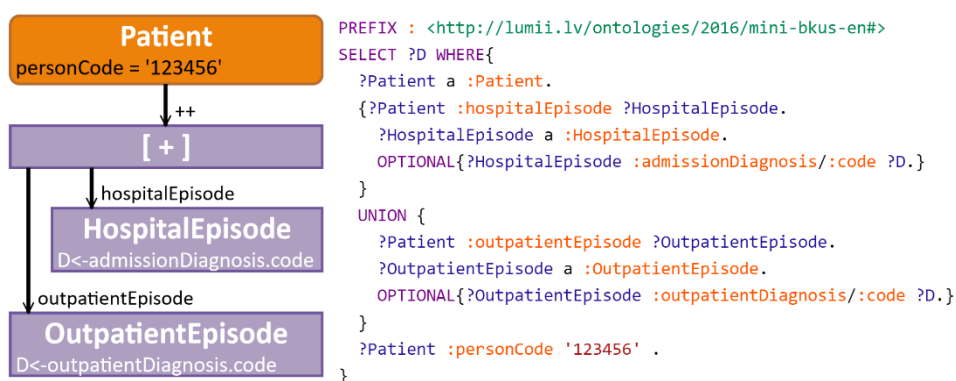 Patient
personCode = '123456'
++
[ + ]
hospitalEpisode
HospitalEpisode
D<-admissionDiagnosis.code
outpatientEpisode
OutpatientEpisode
D<-outpatientDiagnosis.code
PREFIX : <http://lumii.lv/ontologies/2016/mini-bkus-en#>
SELECT ?D WHERE{
?Patient a :Patient.
{?Patient :hospitalEpisode ?HospitalEpisode.
?HospitalEpisode a :HospitalEpisode.
OPTIONAL{?HospitalEpisode :admissionDiagnosis/:code ?D.}
}
UNION {
?Patient :outpatientEpisode ?OutpatientEpisode.
?OutpatientEpisode a :OutpatientEpisode.
OPTIONAL{?OutpatientEpisode :outpatientDiagnosis/:code ?D.}
}
?Patient :personCode '123456' .
}